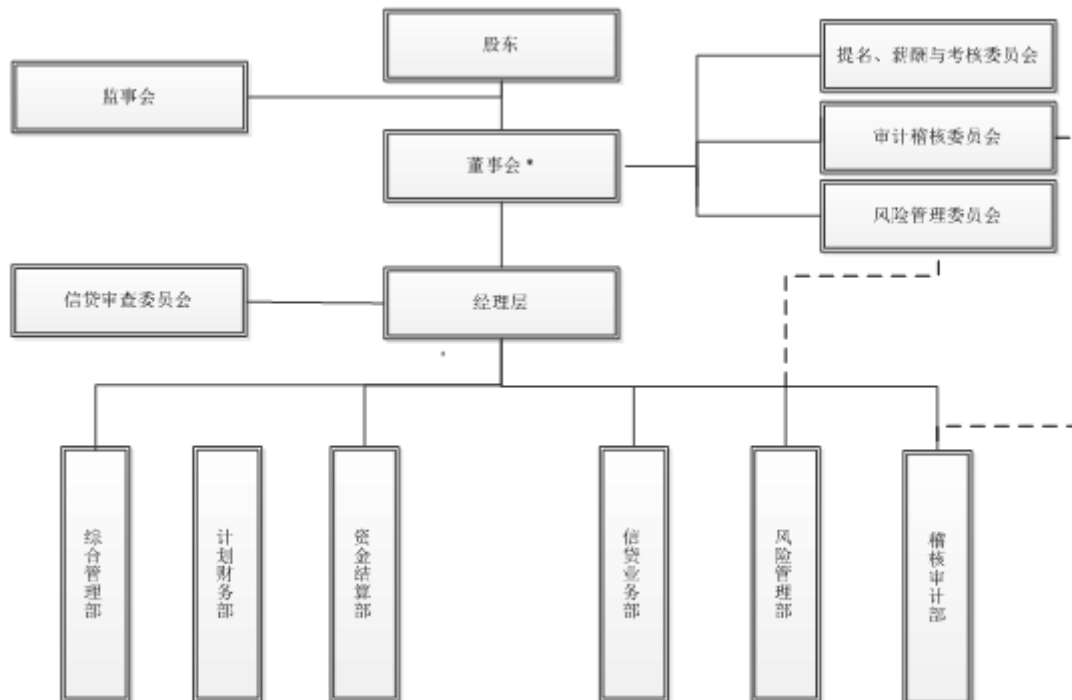 股东
提名、薪酬与考核委员会
监事会
审计稽核委员会
董事会*
风险管理委员会
信贷审查委员会
经理层
综合管理部
计划财务部
资金结算部
信贷业务部
风险管理部
稽核审计部